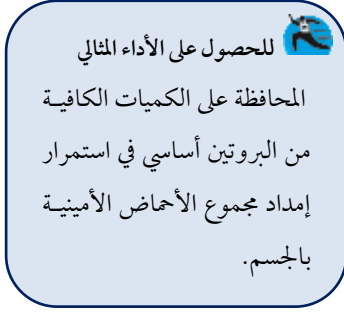 للحصول على الأداء المثالي
المحافظة على الكميات الكافية
من البروتين أساسي في استمرار
إمداد مجموع الأحماض الأمينية
بالجسم.